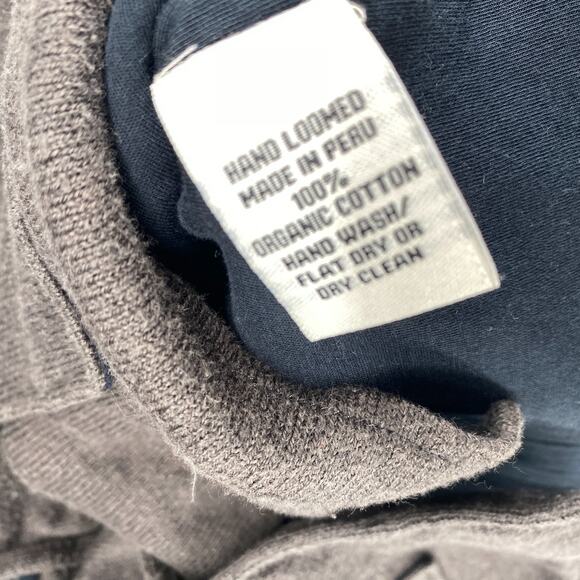 HAND LOOMED
MADE IN PERU
100%
ORGANIC COTTON
HAND WASH/
FLAT DRY OR
DRY CLEAN